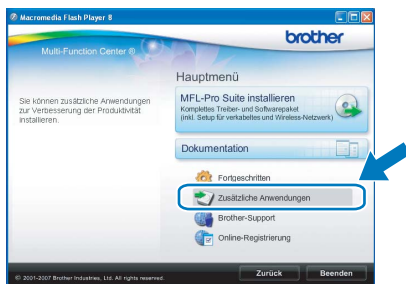 Macromedia Flash Player 8
brother
Multi-Function Center ®
Hauptmenü
Sie können zusätzliche Anwendungen
zur Verbesserung der Produktivität
installieren.
MFL-Pro Suite installieren
Komplettes Treiber- und Softwarepaket
(inkl. Setup für verkabeltes und Wireless-Netzwerk)
Dokumentation
Fortgeschritten
Zusätzliche Anwendungen
Brother-Support
Online-Registrierung
© 2001-2007 Brother Industries, Ltd. All rights reserved.
Zurück
Beenden